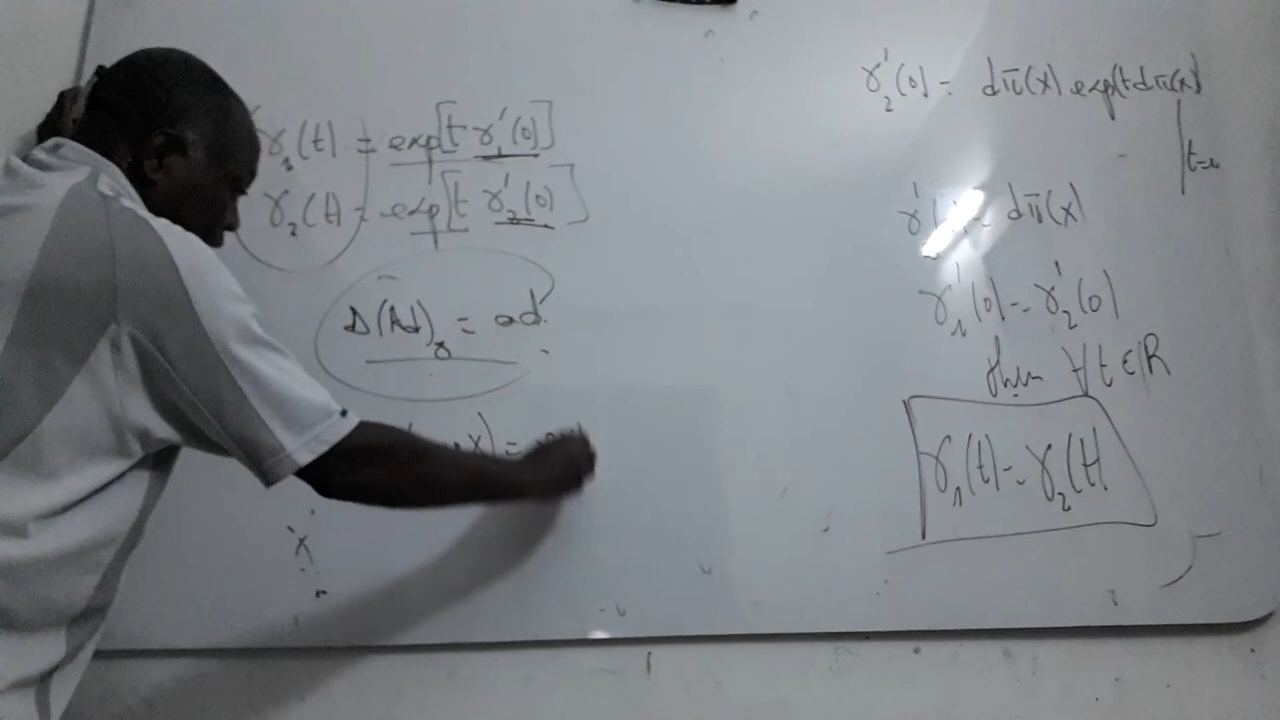 γ₁(t) = exp[t γ₁'(0)]
γ₂(t) = exp[t γ₂'(0)]
D(Ad)ₑ = ad
X) =
γ₂'(0) = dπ(x) exp(t dπ(x)) |t=0
= dπ(x)
γ₁'(0) = γ₂'(0)
then ∀t ∈ ℝ
γ₁(t) = γ₂(t)